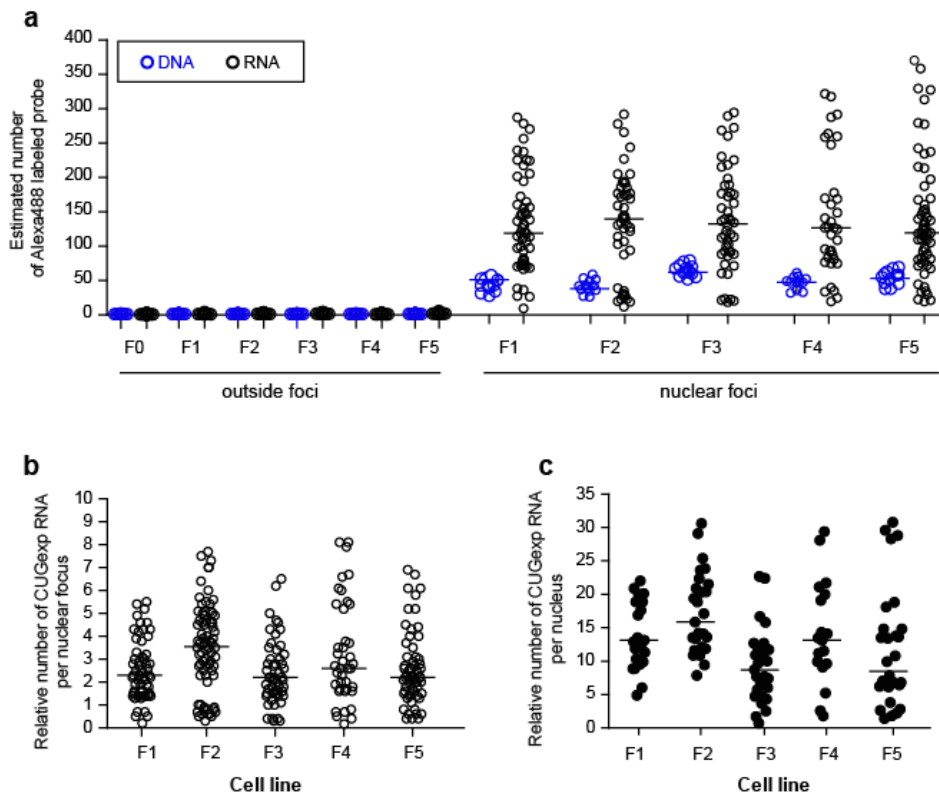 a
Estimated number
of Alexa488 labeled probe
400
350
300
250
200
150
100
50
0
DNA
RNA
F0
F1
F2
F3
F4
F5
outside foci
F1
F2
F3
F4
F5
nuclear foci
b
Relative number of CUGexp RNA
per nuclear focus
10
9
8
7
6
5
4
3
2
1
0
F1
F2
F3
F4
F5
Cell line
c
Relative number of CUGexp RNA
per nucleus
35
30
25
20
15
10
5
0
F1
F2
F3
F4
F5
Cell line